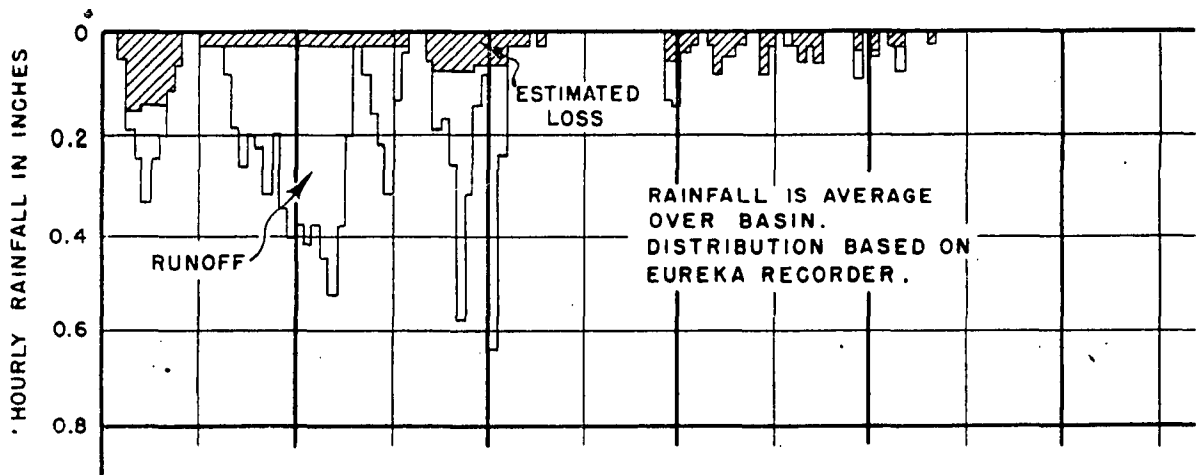 HOURLY RAINFALL IN INCHES
0
0.2
0.4
0.6
0.8
ESTIMATED
LOSS
RUNOFF
RAINFALL IS AVERAGE
OVER BASIN.
DISTRIBUTION BASED ON
EUREKA RECORDER.